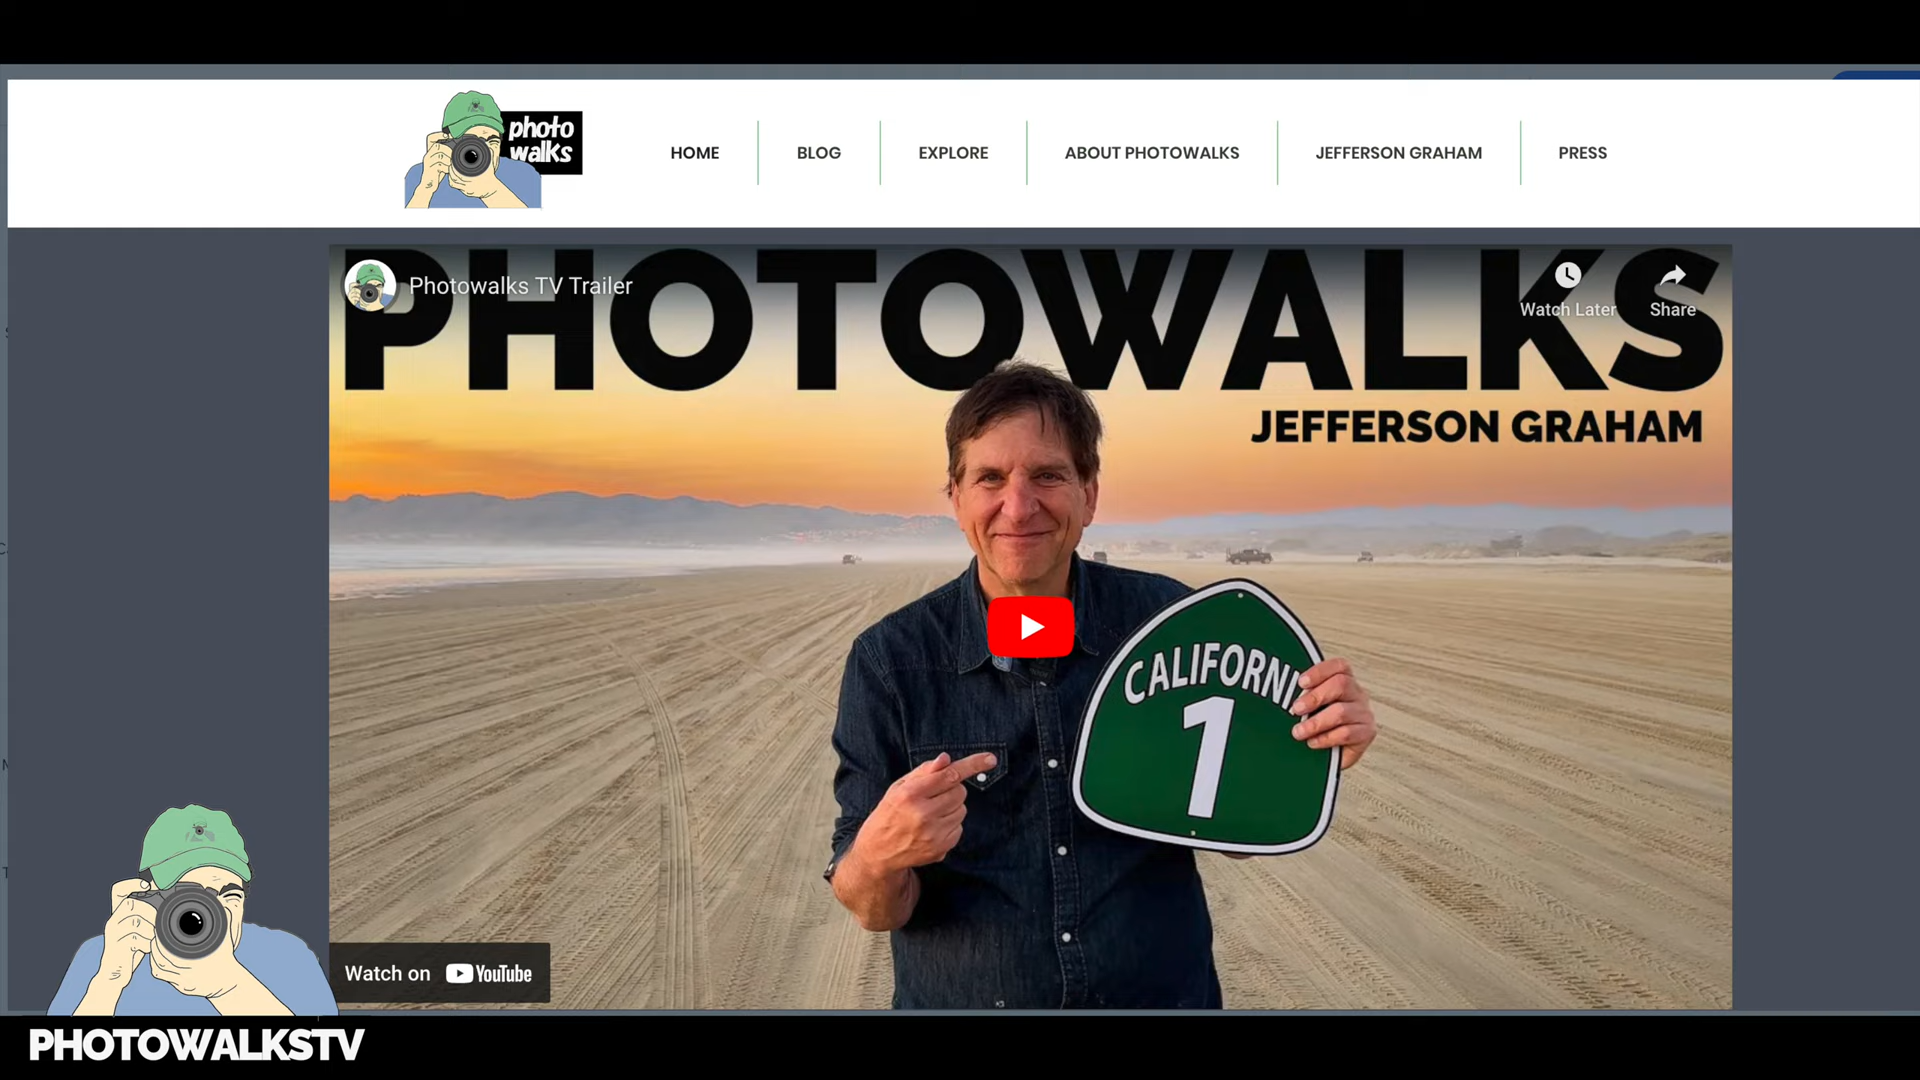 photo
walks
HOME
BLOG
EXPLORE
ABOUT PHOTOWALKS
JEFFERSON GRAHAM
PRESS
PHOTOWALKS
Photowalks TV Trailer
Watch Later
Share
JEFFERSON GRAHAM
CALIFORNI
1
Watch on YouTube
PHOTOWALKSTV